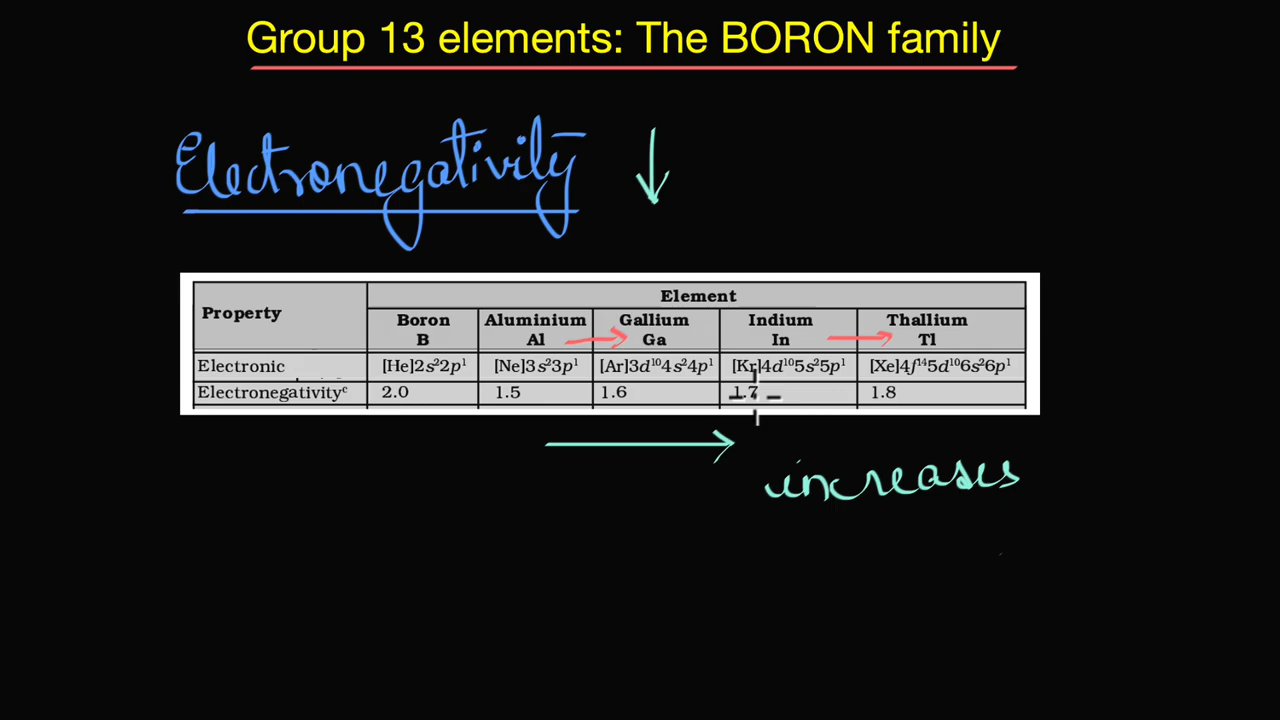 Group 13 elements: The BORON family
Electronegativity ↓
Property Element
Boron B Aluminium Al → Gallium Ga Indium In → Thallium Tl
Electronic [He]2s²2p¹ [Ne]3s²3p¹ [Ar]3d¹⁰4s²4p¹ [Kr]4d¹⁰5s²5p¹ [Xe]4f¹⁴5d¹⁰6s²6p¹
Electronegativityᶜ 2.0 1.5 1.6 1.7 1.8
→ increases